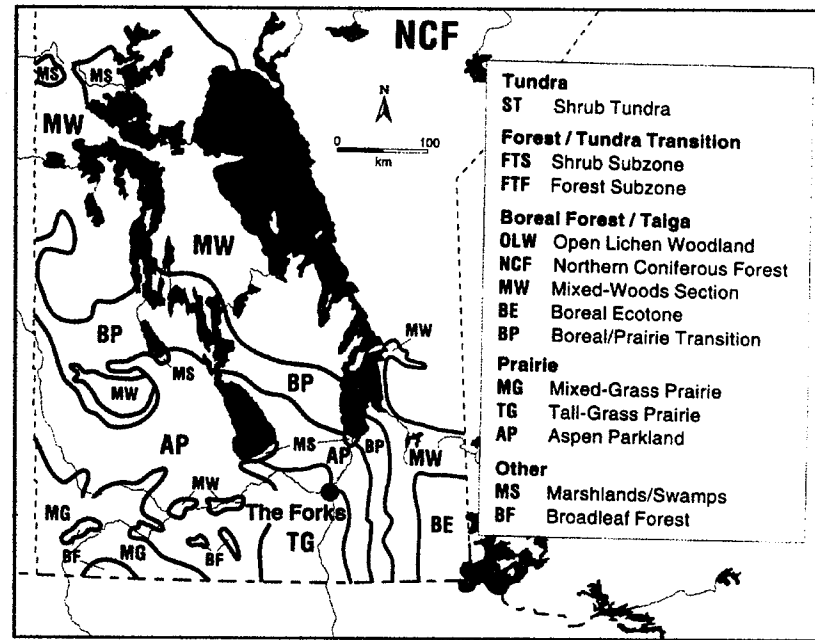 NCF
MS
MS
MW
N
0 100
km
MW
BP
MW
MS
BP
MW
AP
MS
AP
BP
MW
MG
MW
The Forks
BF
MG
BF
TG
BE
Tundra
ST Shrub Tundra
Forest / Tundra Transition
FTS Shrub Subzone
FTF Forest Subzone
Boreal Forest / Taiga
OLW Open Lichen Woodland
NCF Northern Coniferous Forest
MW Mixed-Woods Section
BE Boreal Ecotone
BP Boreal/Prairie Transition
Prairie
MG Mixed-Grass Prairie
TG Tall-Grass Prairie
AP Aspen Parkland
Other
MS Marshlands/Swamps
BF Broadleaf Forest